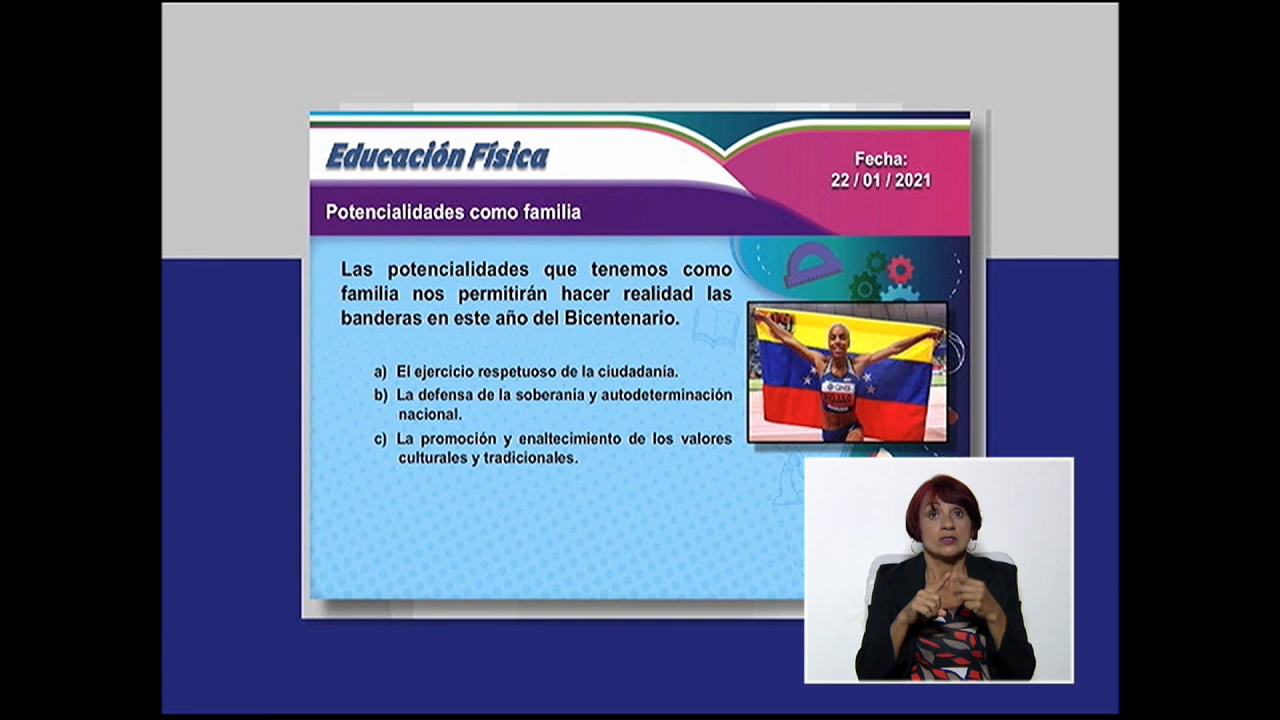 Educación Física
Fecha:
22 / 01 / 2021
Potencialidades como familia
Las potencialidades que tenemos como
familia nos permitirán hacer realidad las
banderas en este año del Bicentenario.
a) El ejercicio respetuoso de la ciudadanía.
b) La defensa de la soberanía y autodeterminación
nacional.
c) La promoción y enaltecimiento de los valores
culturales y tradicionales.